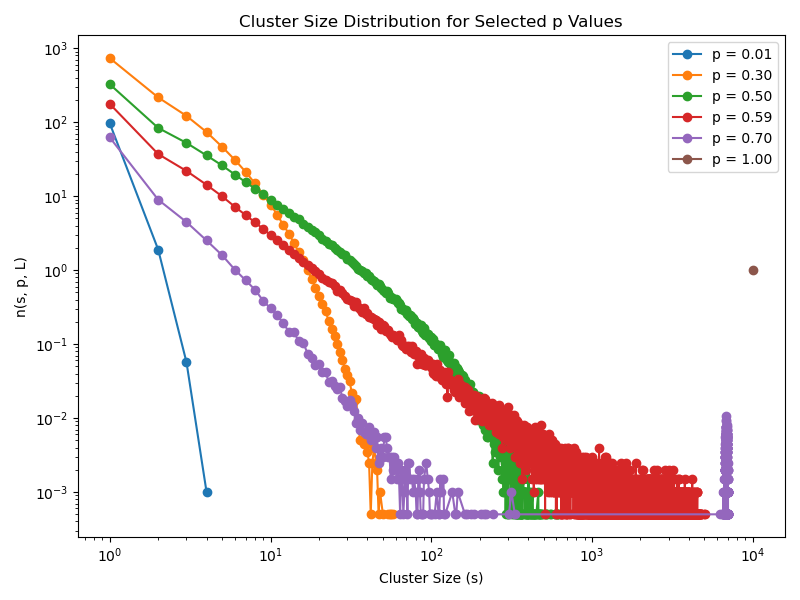 Cluster Size Distribution for Selected p Values
n(s, p, L)
10³
10²
10¹
10⁰
10⁻¹
10⁻²
10⁻³
p = 0.01
p = 0.30
p = 0.50
p = 0.59
p = 0.70
p = 1.00
10⁰ 10¹ 10² 10³ 10⁴
Cluster Size (s)